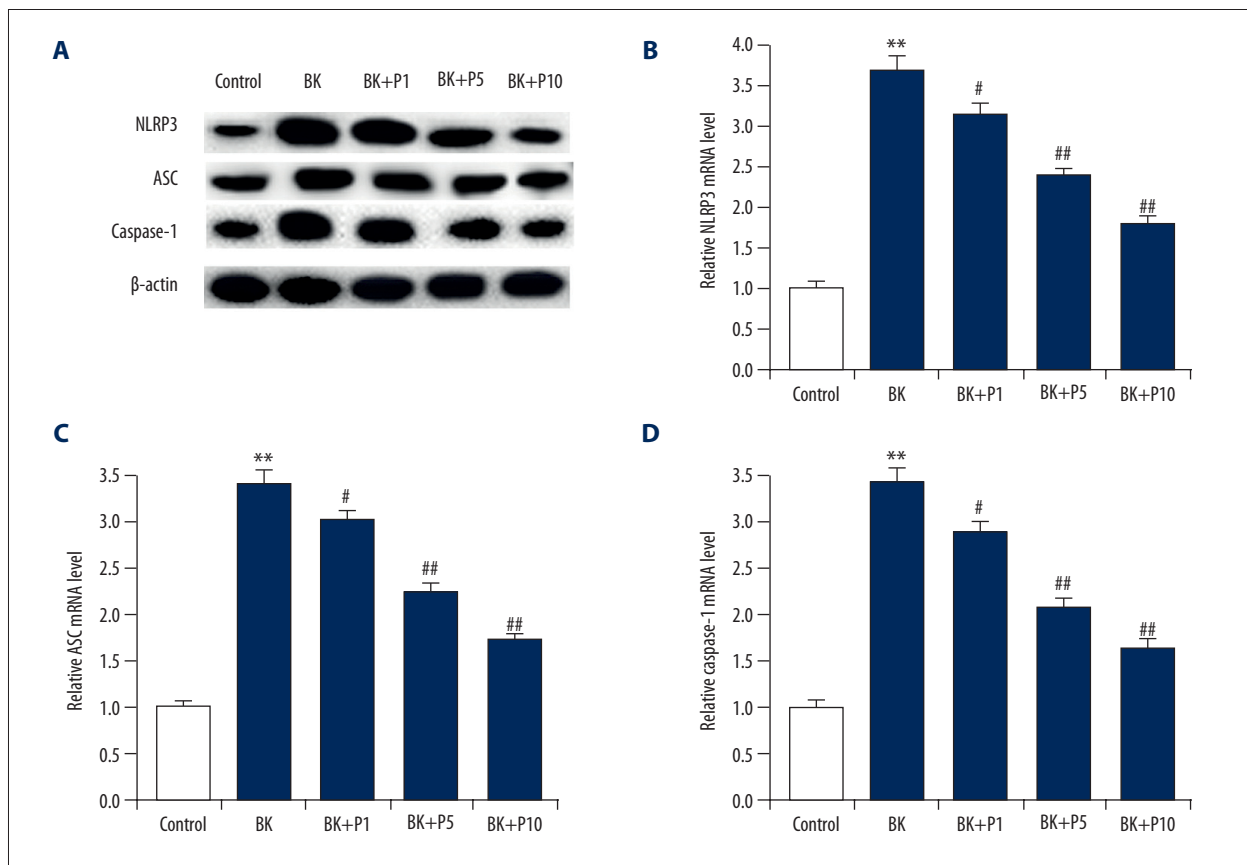 A
Control BK BK+P1 BK+P5 BK+P10
NLRP3
ASC
Caspase-1
β-actin
B
Relative NLRP3 mRNA level
4.0
3.5
3.0
2.5
2.0
1.5
1.0
0.5
0.0
**
#
##
##
Control BK BK+P1 BK+P5 BK+P10
C
Relative ASC mRNA level
3.5
3.0
2.5
2.0
1.5
1.0
0.5
0.0
**
#
##
##
Control BK BK+P1 BK+P5 BK+P10
D
Relative caspase-1 mRNA level
3.5
3.0
2.5
2.0
1.5
1.0
0.5
0.0
**
#
##
##
Control BK BK+P1 BK+P5 BK+P10